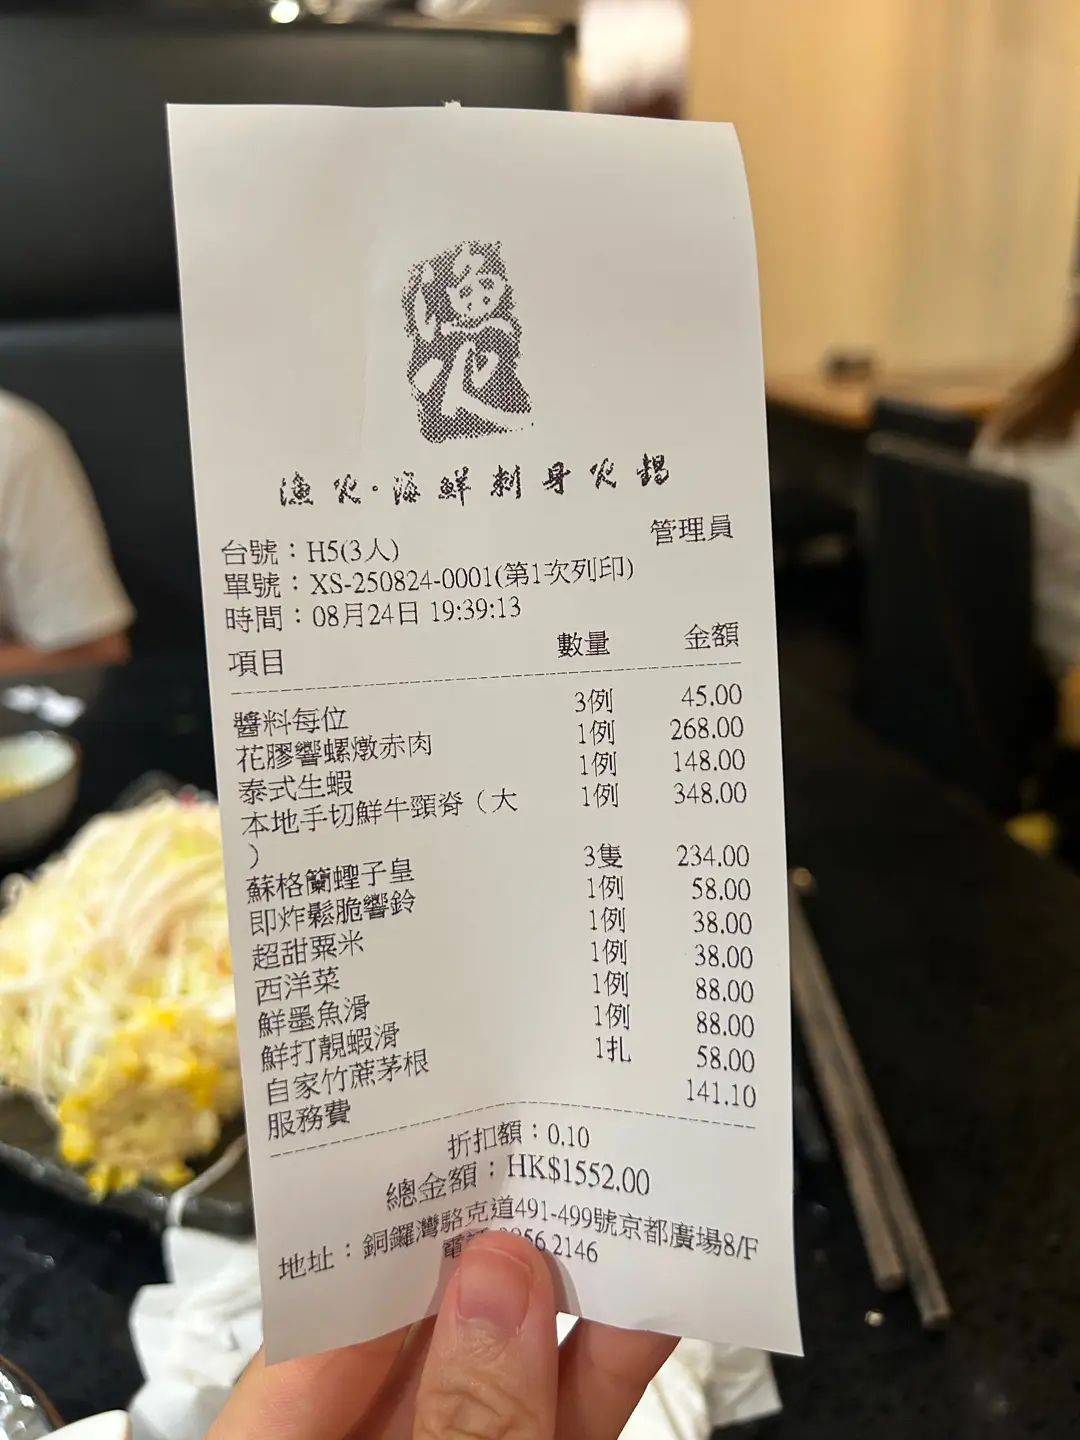 漁火
漁火·海鮮刺身火鍋
管理員
台號：H5(3人)
單號：XS-250824-0001(第1次列印)
時間：08月24日 19:39:13
項目 數量 金額
醬料每位 3例 45.00
花膠響螺燉赤肉 1例 268.00
泰式生蝦 1例 148.00
本地手切鮮牛頸脊（大 1例 348.00
）
蘇格蘭蟶子皇 3隻 234.00
即炸鬆脆響鈴 1例 58.00
超甜粟米 1例 38.00
西洋菜 1例 38.00
鮮墨魚滑 1例 88.00
鮮打靚蝦滑 1例 88.00
自家竹蔗茅根 1扎 58.00
服務費 141.10
折扣額：0.10
總金額：HK$1552.00
地址：銅鑼灣駱克道491-499號京都廣場8/F
2146